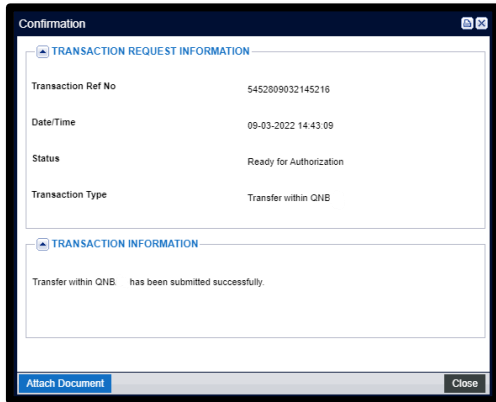 Confirmation
TRANSACTION REQUEST INFORMATION
Transaction Ref No 5452809032145216
Date/Time 09-03-2022 14:43:09
Status Ready for Authorization
Transaction Type Transfer within QNB
TRANSACTION INFORMATION
Transfer within QNB. has been submitted successfully.
Attach Document Close